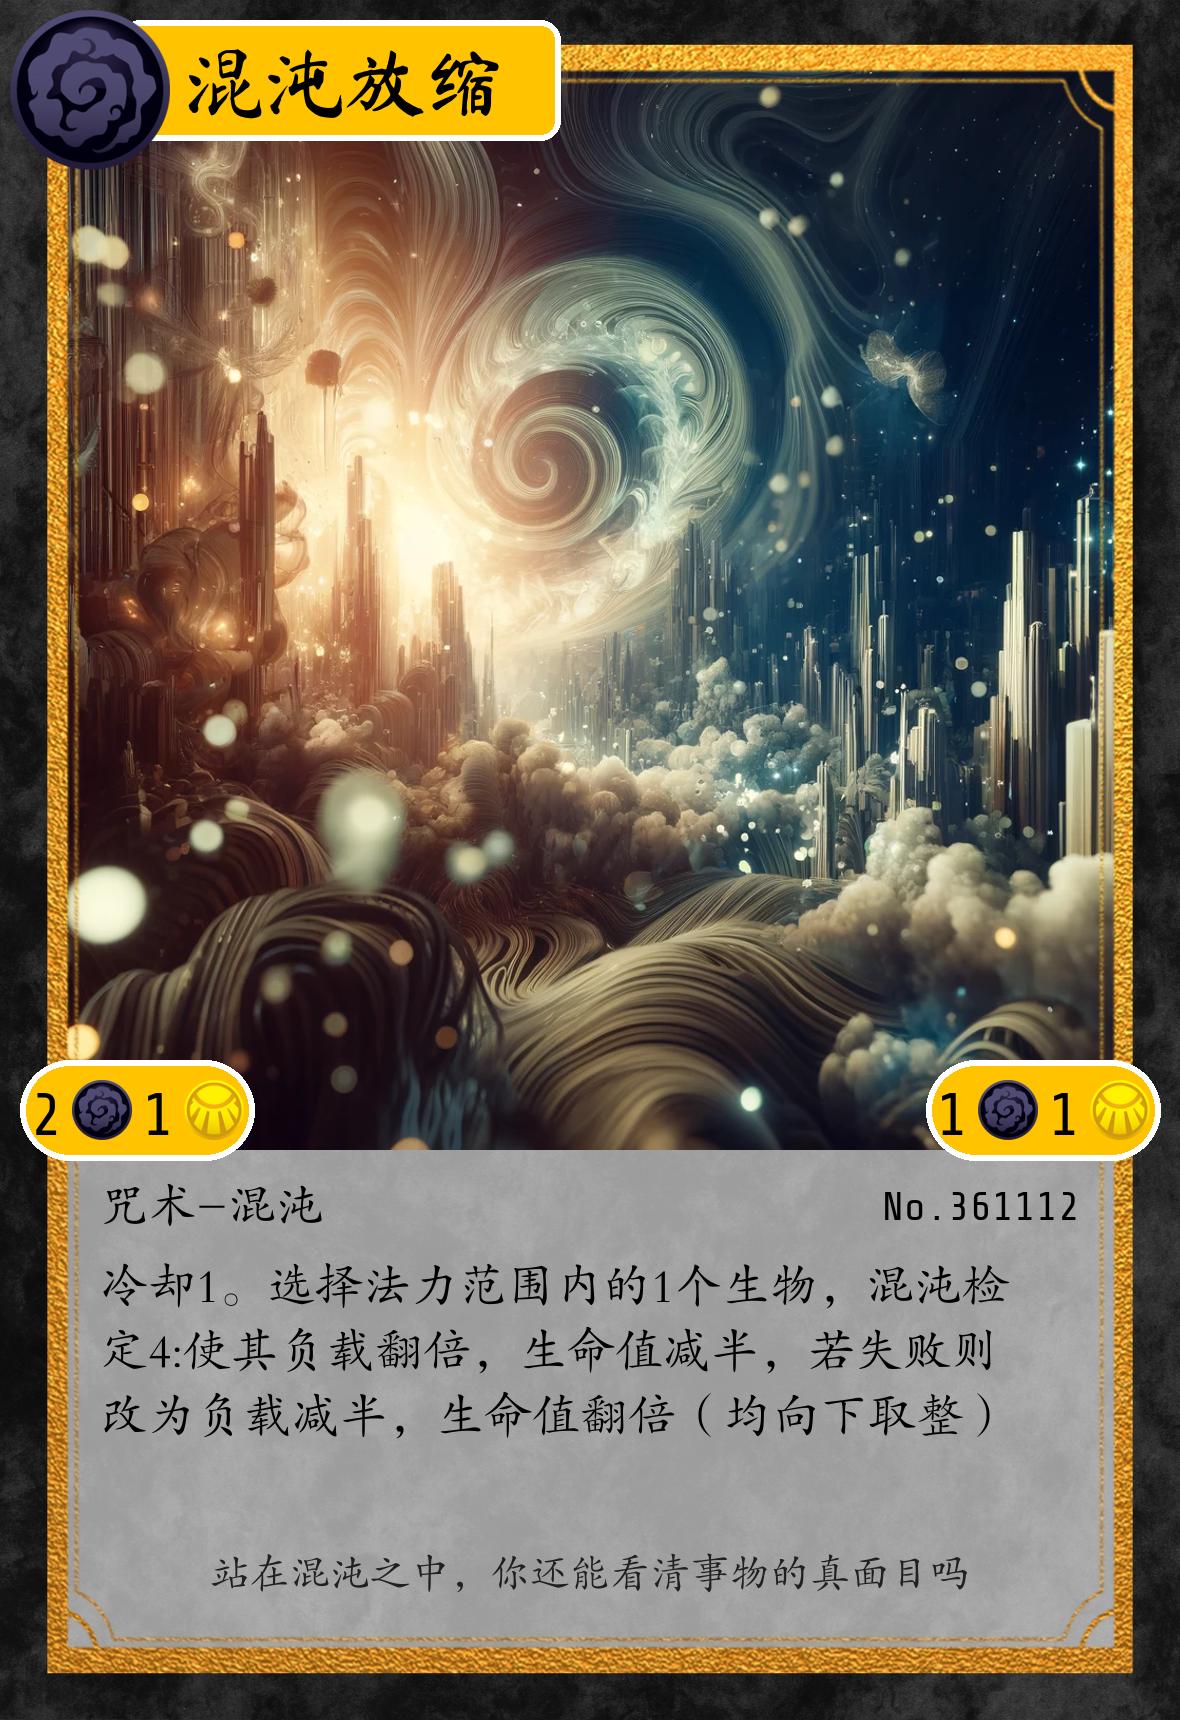 混沌放缩
2 1
1 1
咒术-混沌
No.361112
冷却1。选择法力范围内的1个生物，混沌检
定4:使其负载翻倍，生命值减半，若失败则
改为负载减半，生命值翻倍（均向下取整）
站在混沌之中，你还能看清事物的真面目吗